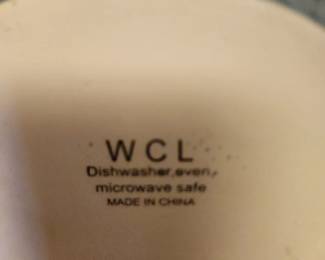 WCL
Dishwasher,oven,
microwave safe
MADE IN CHINA